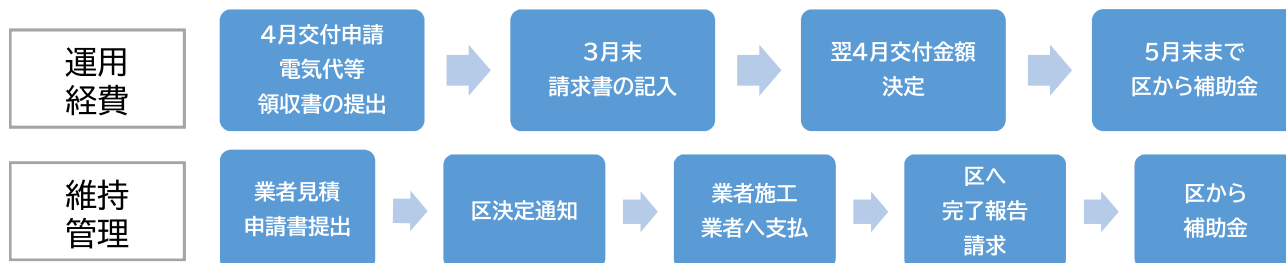 運用
経費
4月交付申請
電気代等
領収書の提出
3月末
請求書の記入
翌4月交付金額
決定
5月末まで
区から補助金
維持
管理
業者見積
申請書提出
区決定通知
業者施工
業者へ支払
区へ
完了報告
請求
区から
補助金